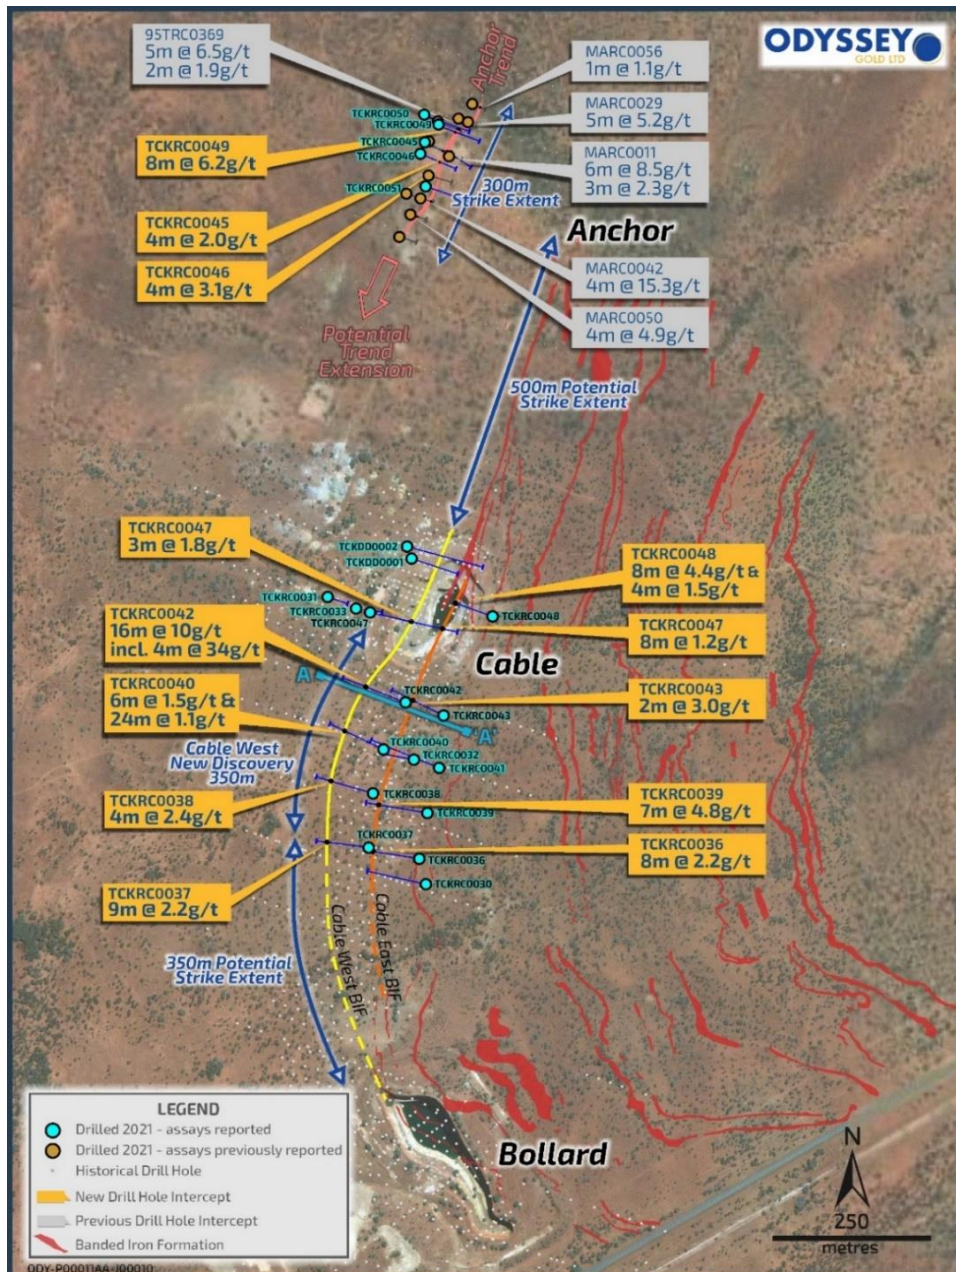 ODYSSEY
GOLD LTD
95TRC0369
5m @ 6.5g/t
2m @ 1.9g/t
Anchor
Trend
MARC0056
1m @ 1.1g/t
TCKRC0050
TCKRC0049
TCKRC0045
TCKRC0046
TCKRC0051
MARC0029
5m @ 5.2g/t
TCKRC0049
8m @ 6.2g/t
MARC0011
6m @ 8.5g/t
3m @ 2.3g/t
300m
Strike Extent
Anchor
TCKRC0045
4m @ 2.0g/t
TCKRC0046
4m @ 3.1g/t
MARC0042
4m @ 15.3g/t
MARC0050
4m @ 4.9g/t
Potential
Trend
Extension
500m Potential
Strike Extent
TCKRC0047
3m @ 1.8g/t
TCKDD0002
TCKDD0001
TCKRC0048
8m @ 4.4g/t &
4m @ 1.5g/t
TCKRC0031
TCKRC0033
TCKRC0047
TCKRC0048
TCKRC0042
16m @ 10g/t
incl. 4m @ 34g/t
TCKRC0047
8m @ 1.2g/t
Cable
A
TCKRC0042
TCKRC0043
A'
TCKRC0043
2m @ 3.0g/t
TCKRC0040
6m @ 1.5g/t &
24m @ 1.1g/t
TCKRC0040
TCKRC0032
TCKRC0041
Cable West
New Discovery
350m
TCKRC0038
4m @ 2.4g/t
TCKRC0038
TCKRC0039
TCKRC0039
7m @ 4.8g/t
TCKRC0037
TCKRC0036
TCKRC0030
TCKRC0036
8m @ 2.2g/t
TCKRC0037
9m @ 2.2g/t
Cable West BIF
Cable East BIF
350m Potential
Strike Extent
Bollard
LEGEND
Drilled 2021 - assays reported
Drilled 2021 - assays previously reported
Historical Drill Hole
New Drill Hole Intercept
Previous Drill Hole Intercept
Banded Iron Formation
N
250
metres
ODY-P00011AA-J00010